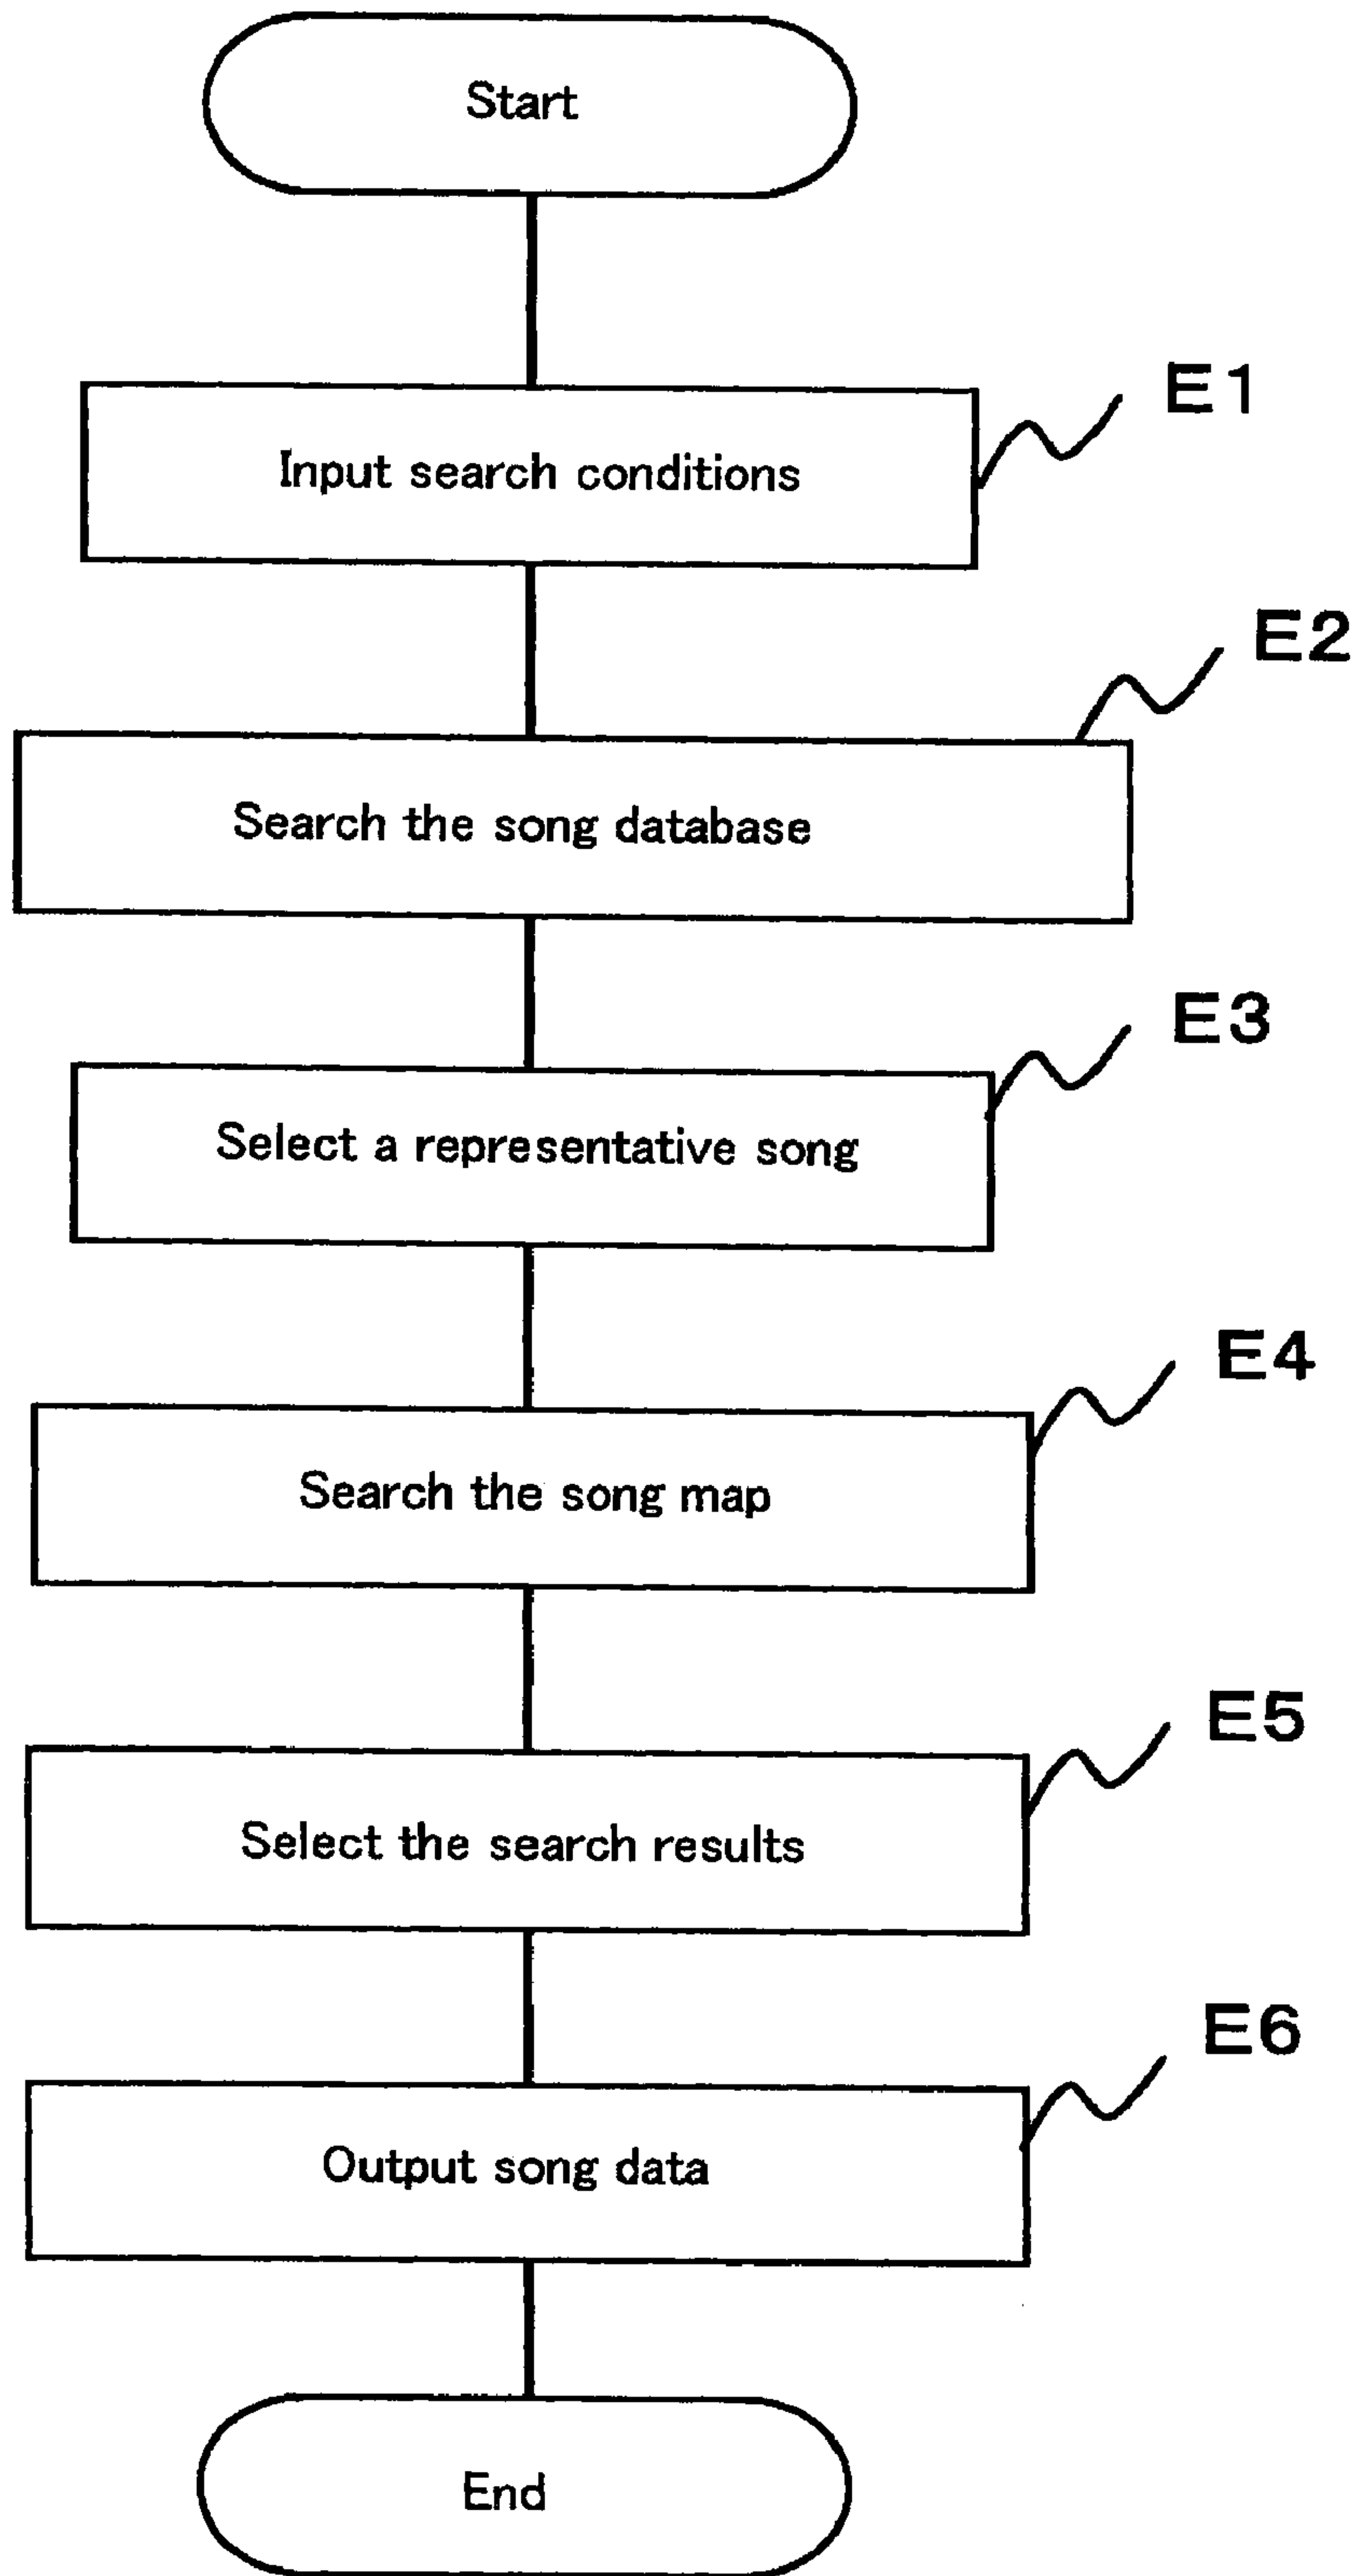 Start
E1
Input search conditions
E2
Search the song database
E3
Select a representative song
E4
Search the song map
E5
Select the search results
E6
Output song data
End